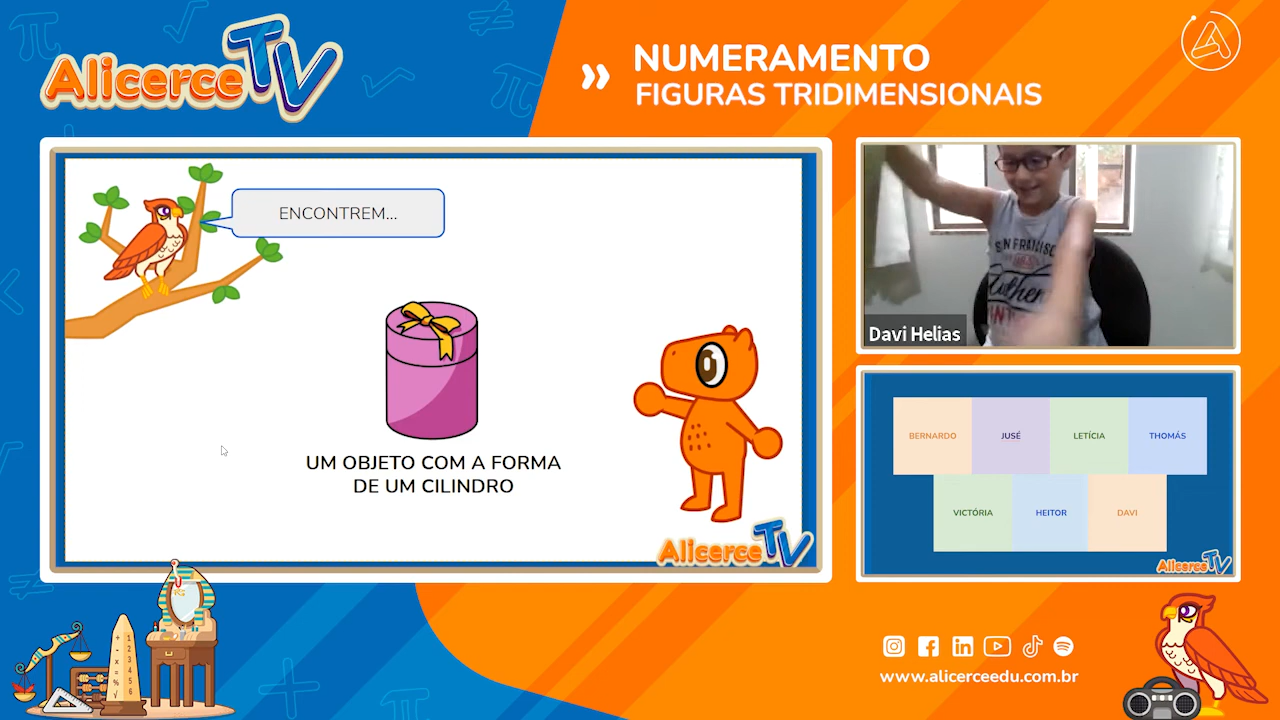 AlicerceTV
NUMERAMENTO
FIGURAS TRIDIMENSIONAIS
ENCONTREM...
UM OBJETO COM A FORMA
DE UM CILINDRO
AlicerceTV
Davi Helias
BERNARDO
JUSÉ
LETÍCIA
THOMÁS
VICTÓRIA
HEITOR
DAVI
AlicerceTV
www.alicerceedu.com.br